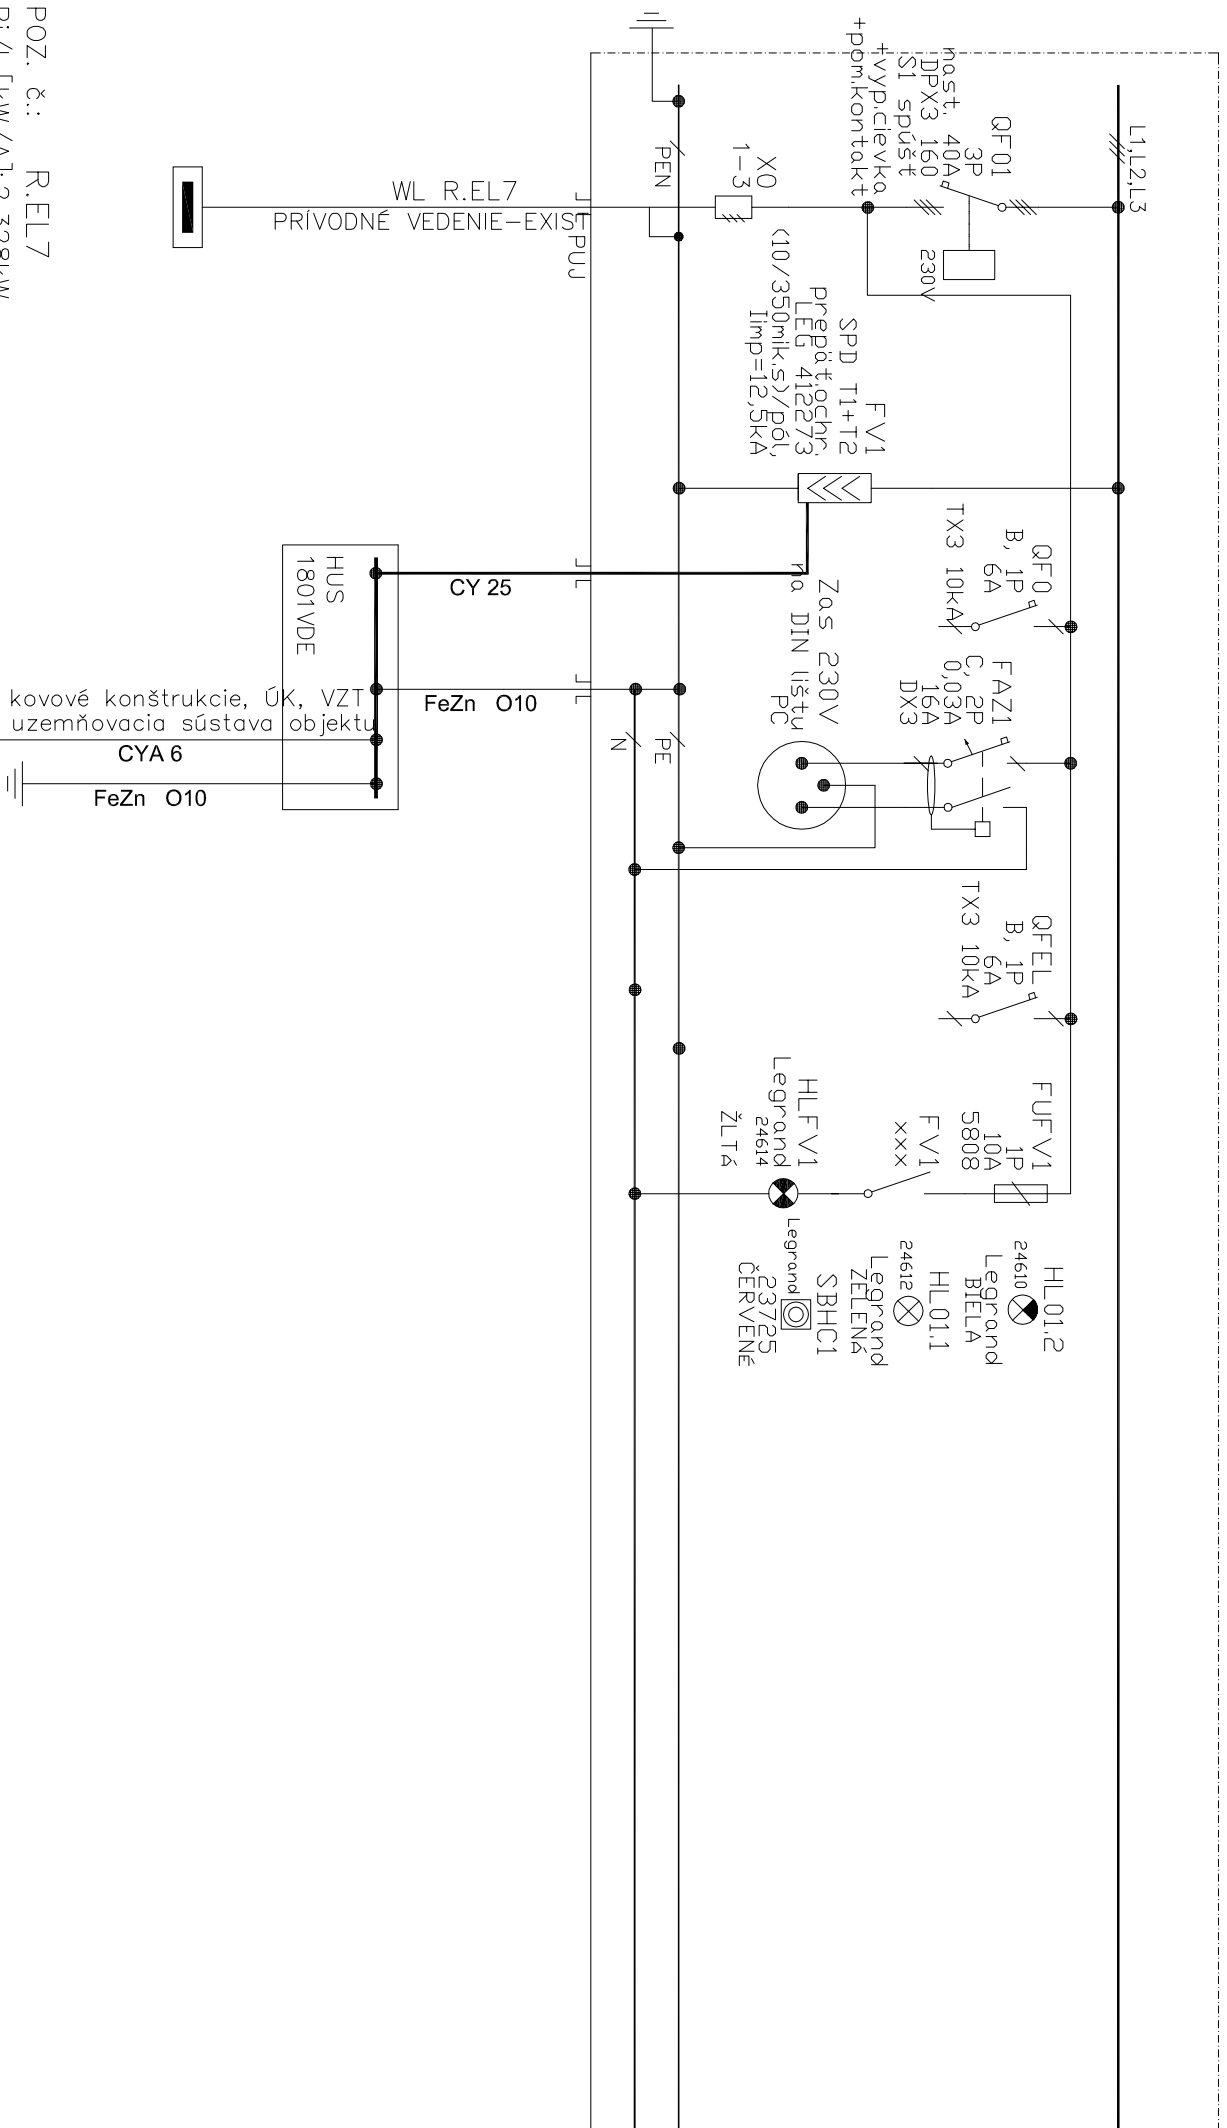 L1,L2,L3
QF01
3P
nast. 40A
DPX3 160
S1 spúšť
+vyp.cievka
+pom.kontakt
230V
X0
1-3
PEN
WL R.EL7
PRÍVODNÉ VEDENIE-EXIST
PUJ
FV1
SPD T1+T2
prepäť.ochr.
LEG 412273
(10/350mik.s)/pól,
Iimp=12,5kA
QF0
B, 1P
6A
TX3 10kA
FAZ1
C, 2P
0,03A
16A
DX3
Zas 230V
na DIN lištu
PC
PE
N
CY 25
FeZn O10
HUS
1801VDE
kovové konštrukcie, ÚK, VZT
uzemňovacia sústava objektu
CYA 6
FeZn O10
QFEL
B, 1P
6A
TX3 10kA
FUFV1
1P
10A
5808
FV1
xxx
HLFV1
Legrand
24614
ŽLTÁ
HL01.2
24610
Legrand
BIELA
HL01.1
24612
Legrand
ZELENÁ
SBHC1
Legrand
23725
ČERVENÉ
POZ. č.: R.EL7